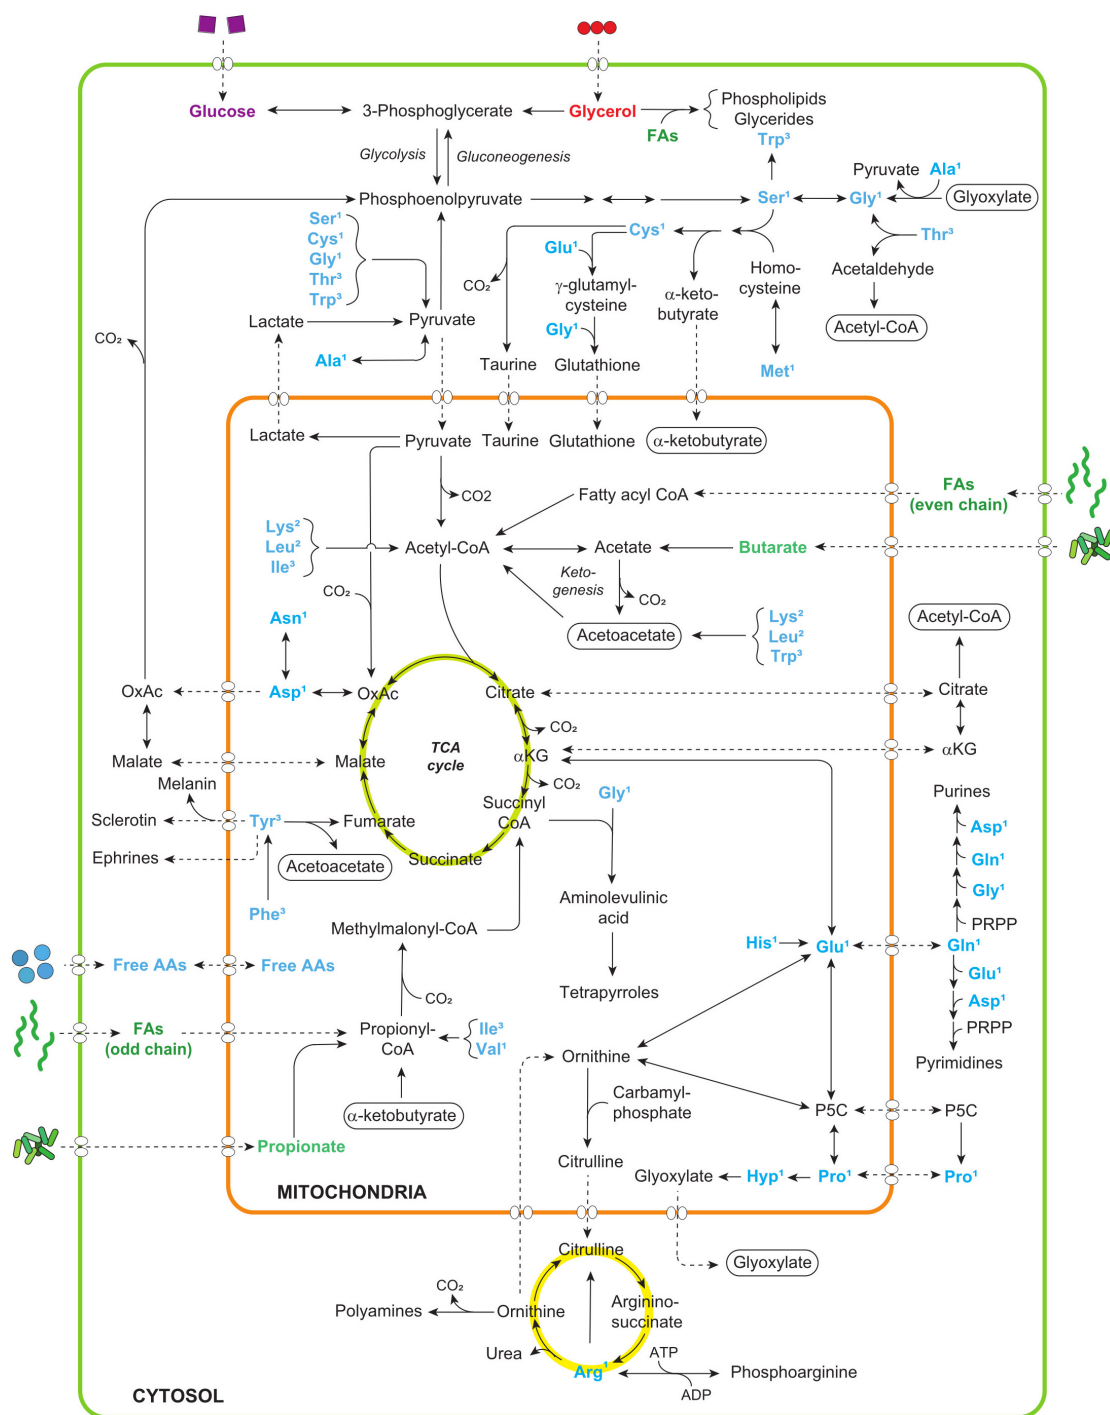 Glucose
3-Phosphoglycerate
Glycerol
Phospholipids
Glycerides
FAs
Trp³
Glycolysis
Gluconeogenesis
Phosphoenolpyruvate
Ser¹
Gly¹
Pyruvate
Ala¹
Glyoxylate
Ser¹
Cys¹
Gly¹
Thr³
Trp³
Cys¹
Glu¹
Thr³
CO₂
γ-glutamyl-
cysteine
α-keto-
butyrate
Homo-
cysteine
Acetaldehyde
Lactate
Pyruvate
Gly¹
Acetyl-CoA
CO₂
Ala¹
Taurine
Glutathione
Met¹
Lactate
Pyruvate
Taurine
Glutathione
α-ketobutyrate
CO2
Fatty acyl CoA
FAs
(even chain)
Lys²
Leu²
Ile³
Acetyl-CoA
Acetate
Butarate
Keto-
genesis
CO₂
CO₂
Asn¹
Acetoacetate
Lys²
Leu²
Trp³
Acetyl-CoA
OxAc
Asp¹
OxAc
Citrate
Citrate
CO₂
TCA
cycle
Malate
Malate
αKG
αKG
CO₂
Melanin
Succinyl
CoA
Gly¹
Purines
Sclerotin
Tyr³
Fumarate
Asp¹
Ephrines
Acetoacetate
Succinate
Gln¹
Aminolevulinic
acid
Gly¹
Phe³
Methylmalonyl-CoA
PRPP
His¹
Glu¹
Gln¹
Free AAs
Free AAs
Glu¹
CO₂
Tetrapyrroles
Asp¹
FAs
(odd chain)
Propionyl-
CoA
Ile³
Val¹
PRPP
Ornithine
Pyrimidines
α-ketobutyrate
Carbamyl-
phosphate
P5C
P5C
Propionate
Citrulline
Glyoxylate
Hyp¹
Pro¹
Pro¹
MITOCHONDRIA
Citrulline
Glyoxylate
CO₂
Polyamines
Ornithine
Arginino-
succinate
Urea
Arg¹
ATP
ADP
Phosphoarginine
CYTOSOL